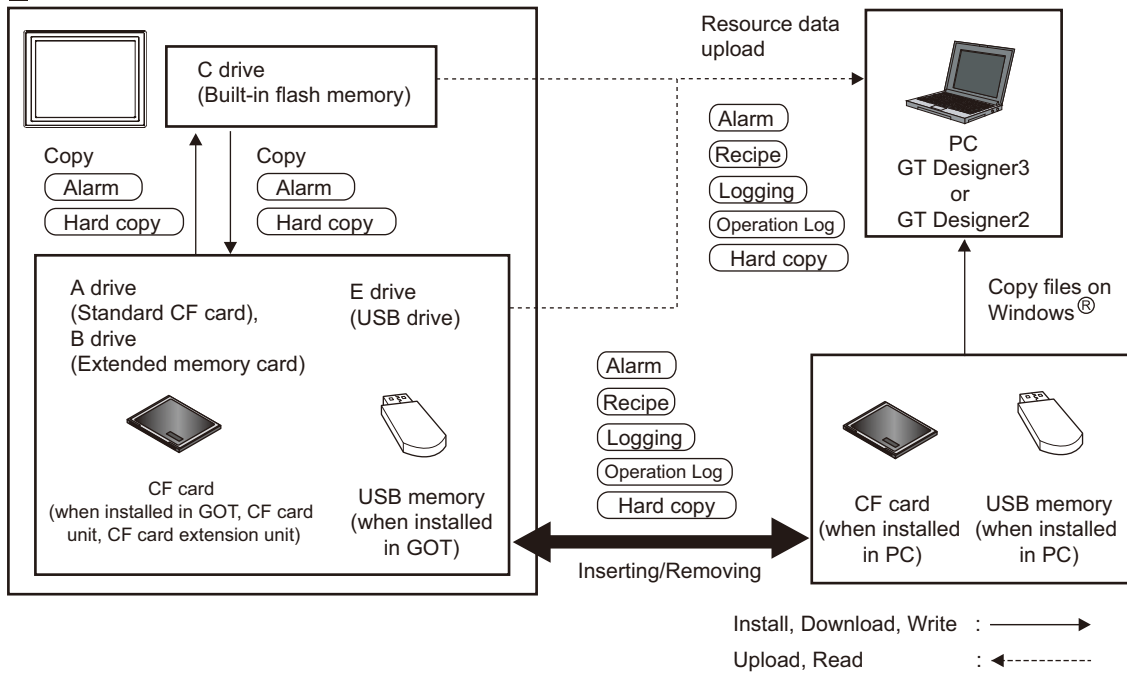 C drive
(Built-in flash memory)
Resource data
upload
Copy
Alarm
Hard copy
Copy
Alarm
Hard copy
Alarm
Recipe
Logging
Operation Log
Hard copy
PC
GT Designer3
or
GT Designer2
A drive
(Standard CF card),
B drive
(Extended memory card)
E drive
(USB drive)
Copy files on
Windows®
CF card
(when installed in GOT, CF card
unit, CF card extension unit)
USB memory
(when installed
in GOT)
Alarm
Recipe
Logging
Operation Log
Hard copy
Inserting/Removing
CF card
(when installed
in PC)
USB memory
(when installed
in PC)
Install, Download, Write :
Upload, Read :